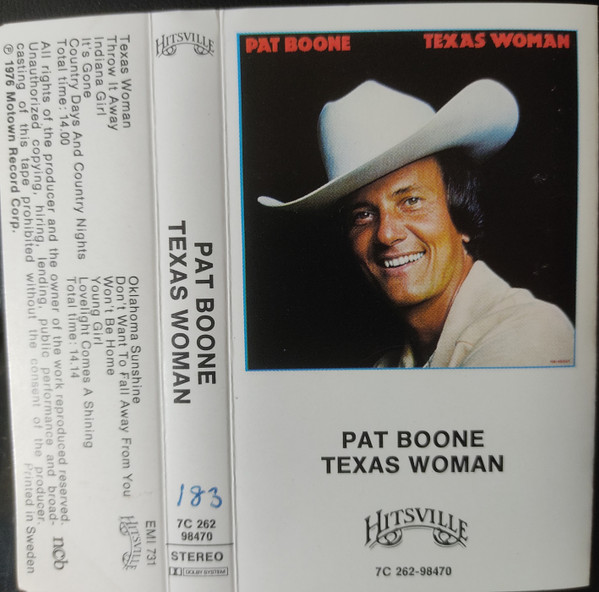 PAT BOONE TEXAS WOMAN
PAT BOONE
TEXAS WOMAN
HITSVILLE
7C 262-98470
HITSVILLE
PAT BOONE
TEXAS WOMAN
183
7C 262
98470
STEREO
DOLBY SYSTEM
Texas Woman
Throw It Away
Indiana Girl
It's Gone
Country Days And Country Nights
Total time: 14.00
Oklahoma Sunshine
Don't Want To Fall Away From You
Won't Be Home
Young Girl
Lovelight Comes A Shining
Total time: 14.14
All rights of the producer and the owner of the work reproduced reserved.
Unauthorized copying, hiring, lending, public performance and broad-
casting of this tape prohibited without the consent of the producer.
℗ 1976 Motown Record Corp.
Printed in Sweden
EMI 731
HITSVILLE
ncb